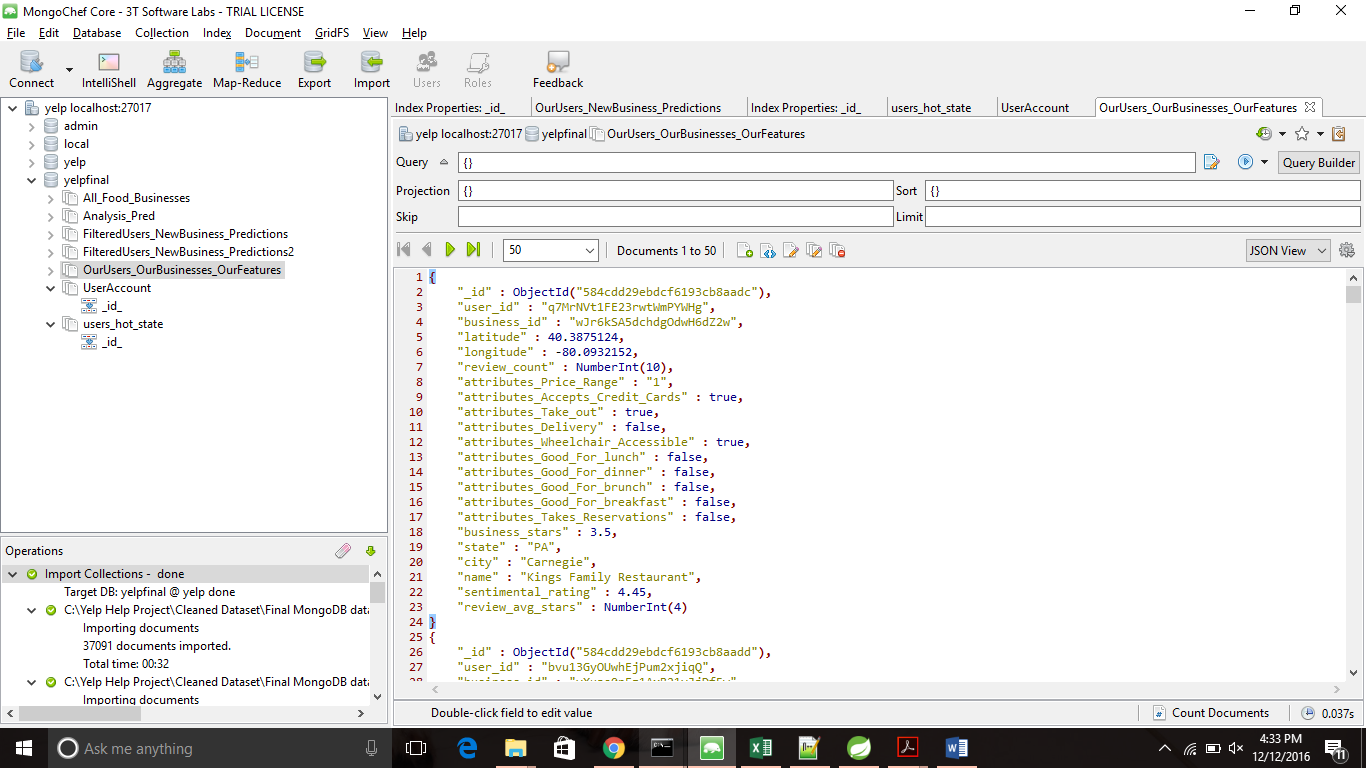 MongoChef Core - 3T Software Labs - TRIAL LICENSE
File Edit Database Collection Index Document GridFS View Help
Connect IntelliShell Aggregate Map-Reduce Export Import Users Roles Feedback
yelp localhost:27017
admin
local
yelp
yelpfinal
All_Food_Businesses
Analysis_Pred
FilteredUsers_NewBusiness_Predictions
FilteredUsers_NewBusiness_Predictions2
OurUsers_OurBusinesses_OurFeatures
UserAccount
_id_
users_hot_state
_id_
Operations
Import Collections - done
Target DB: yelpfinal @ yelp done
C:\Yelp Help Project\Cleaned Dataset\Final MongoDB data
Importing documents
37091 documents imported.
Total time: 00:32
C:\Yelp Help Project\Cleaned Dataset\Final MongoDB data
Importing documents
Index Properties: _id_ OurUsers_NewBusiness_Predictions Index Properties: _id_ users_hot_state UserAccount OurUsers_OurBusinesses_OurFeatures
yelp localhost:27017 yelpfinal OurUsers_OurBusinesses_OurFeatures
Query {} Query Builder
Projection {} Sort {}
Skip Limit
50 Documents 1 to 50 JSON View
1 {
2 "_id" : ObjectId("584cdd29ebdcf6193cb8aadc"),
3 "user_id" : "q7MrNVt1FE23rwtWmPYWHg",
4 "business_id" : "wJr6kSA5dchdgOdwH6dZ2w",
5 "latitude" : 40.3875124,
6 "longitude" : -80.0932152,
7 "review_count" : NumberInt(10),
8 "attributes_Price_Range" : "1",
9 "attributes_Accepts_Credit_Cards" : true,
10 "attributes_Take_out" : true,
11 "attributes_Delivery" : false,
12 "attributes_Wheelchair_Accessible" : true,
13 "attributes_Good_For_lunch" : false,
14 "attributes_Good_For_dinner" : false,
15 "attributes_Good_For_brunch" : false,
16 "attributes_Good_For_breakfast" : false,
17 "attributes_Takes_Reservations" : false,
18 "business_stars" : 3.5,
19 "state" : "PA",
20 "city" : "Carnegie",
21 "name" : "Kings Family Restaurant",
22 "sentimental_rating" : 4.45,
23 "review_avg_stars" : NumberInt(4)
24 }
25 {
26 "_id" : ObjectId("584cdd29ebdcf6193cb8aadd"),
27 "user_id" : "bvu13GyOUwhEjPum2xjiqQ",
Double-click field to edit value Count Documents 0.037s
Ask me anything
4:33 PM
12/12/2016
11